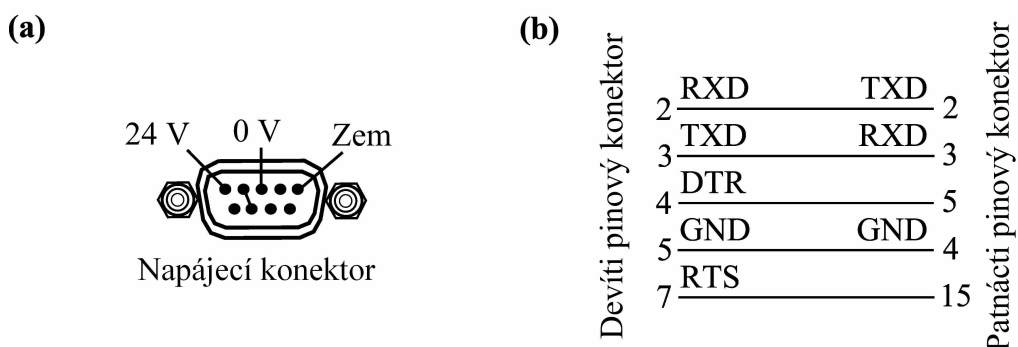 (a)
24 V 0 V Zem
Napájecí konektor
(b)
Devíti pinový konektor
2 RXD TXD 2
3 TXD RXD 3
4 DTR 5
5 GND GND 4
7 RTS 15
Patnácti pinový konektor